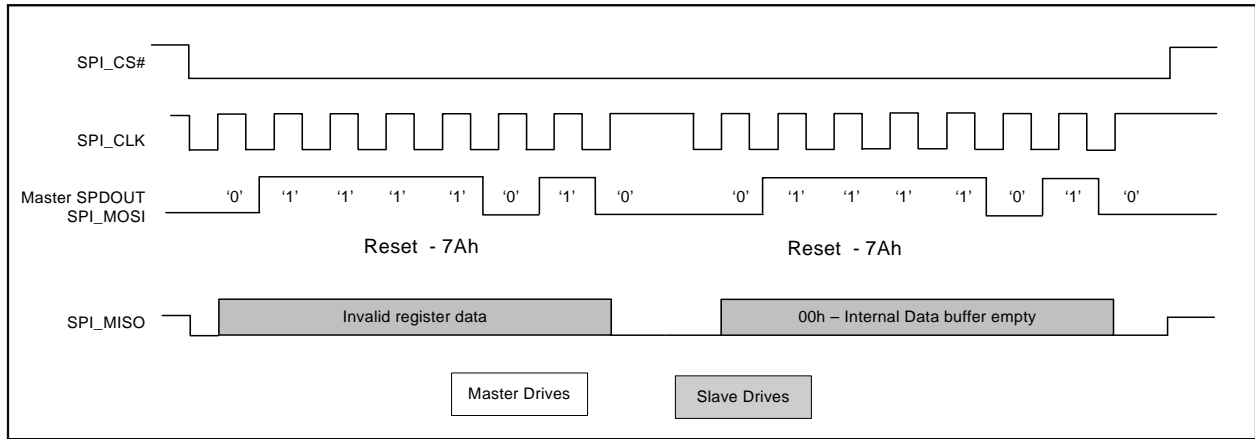 SPI_CS#
SPI_CLK
Master SPDOUT
SPI_MOSI
‘0’ ‘1’ ‘1’ ‘1’ ‘1’ ‘0’ ‘1’ ‘0’ ‘0’ ‘1’ ‘1’ ‘1’ ‘1’ ‘0’ ‘1’ ‘0’
Reset - 7Ah Reset - 7Ah
SPI_MISO
Invalid register data 00h – Internal Data buffer empty
Master Drives Slave Drives